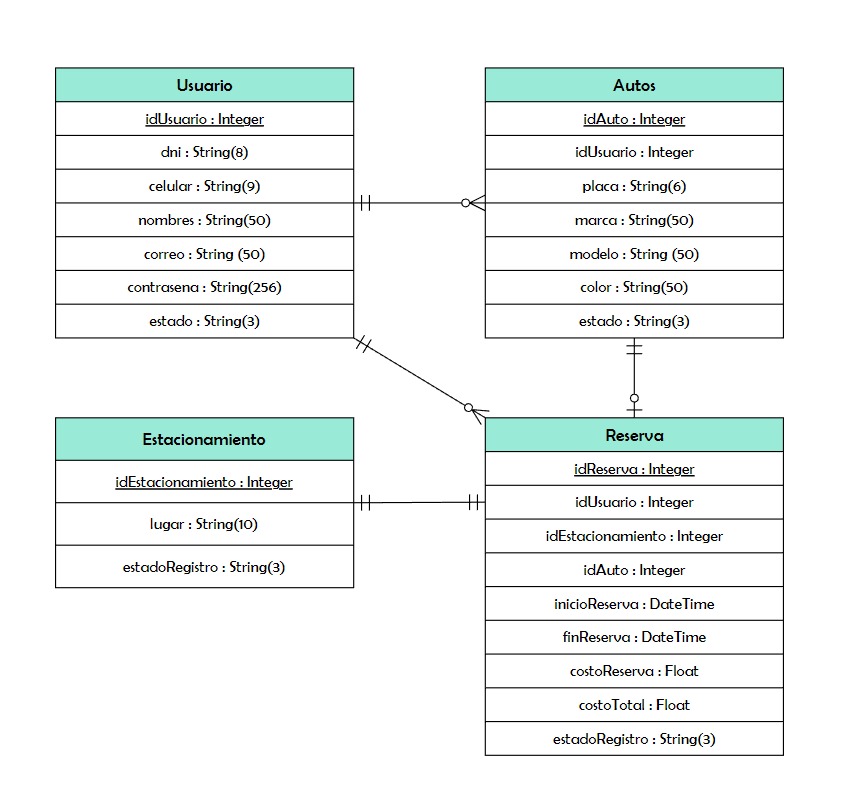 Usuario
idUsuario : Integer
dni : String(8)
celular : String(9)
nombres : String(50)
correo : String (50)
contrasena : String(256)
estado : String(3)
Autos
idAuto : Integer
idUsuario : Integer
placa : String(6)
marca : String(50)
modelo : String (50)
color : String(50)
estado : String(3)
Estacionamiento
idEstacionamiento : Integer
lugar : String(10)
estadoRegistro : String(3)
Reserva
idReserva : Integer
idUsuario : Integer
idEstacionamiento : Integer
idAuto : Integer
inicioReserva : DateTime
finReserva : DateTime
costoReserva : Float
costoTotal : Float
estadoRegistro : String(3)